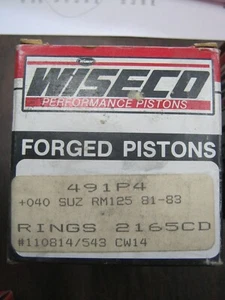 WISECO
PERFORMANCE PISTONS
FORGED PISTONS
491P4
+040 SUZ RM125 81-83
RINGS 2165CD
#110814/543 CW14